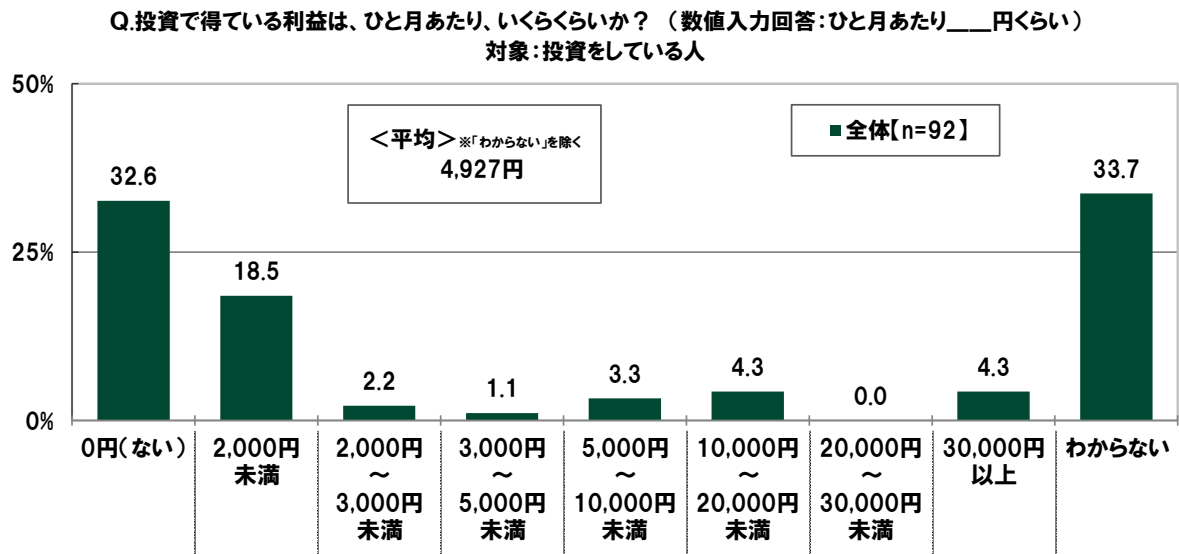 Q.投資で得ている利益は、ひと月あたり、いくらくらいか？ （数値入力回答：ひと月あたり＿＿円くらい）
対象：投資をしている人
50%
25%
0%
＜平均＞※「わからない」を除く
4,927円
■全体【n=92】
32.6
18.5
2.2
1.1
3.3
4.3
0.0
4.3
33.7
0円（ない）
2,000円
未満
2,000円
～
3,000円
未満
3,000円
～
5,000円
未満
5,000円
～
10,000円
未満
10,000円
～
20,000円
未満
20,000円
～
30,000円
未満
30,000円
以上
わからない